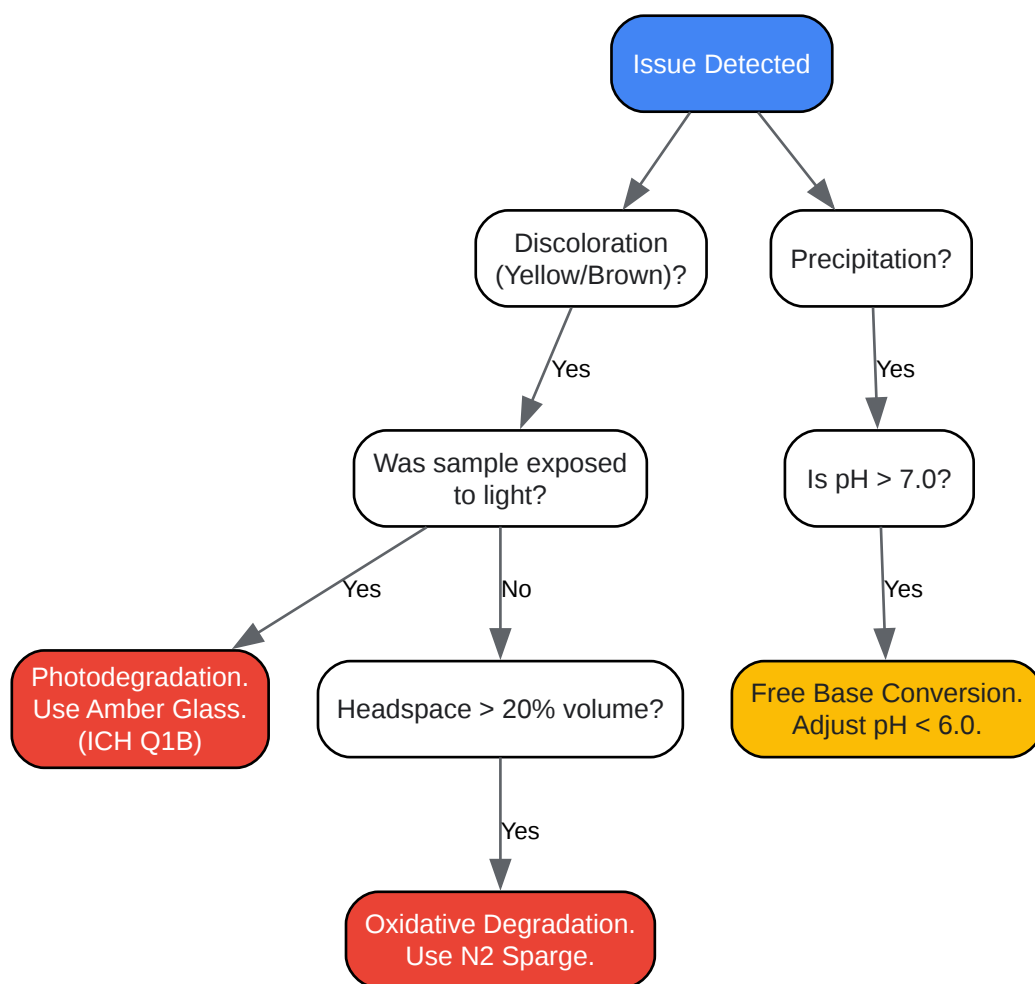 Issue Detected
Discoloration
(Yellow/Brown)?
Precipitation?
Yes
Yes
Was sample exposed
to light?
Is pH > 7.0?
Yes
No
Yes
Photodegradation.
Use Amber Glass.
(ICH Q1B)
Headspace > 20% volume?
Free Base Conversion.
Adjust pH < 6.0.
Yes
Oxidative Degradation.
Use N2 Sparge.